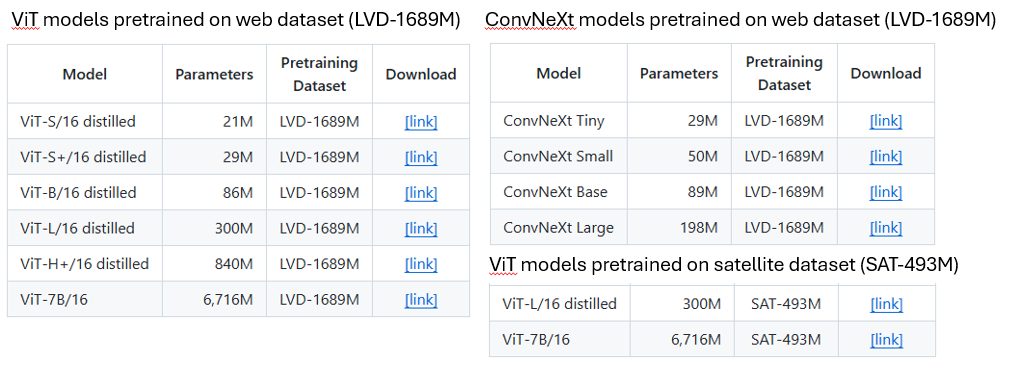 ViT models pretrained on web dataset (LVD-1689M)
Model Parameters Pretraining Dataset Download
ViT-S/16 distilled 21M LVD-1689M [link]
ViT-S+/16 distilled 29M LVD-1689M [link]
ViT-B/16 distilled 86M LVD-1689M [link]
ViT-L/16 distilled 300M LVD-1689M [link]
ViT-H+/16 distilled 840M LVD-1689M [link]
ViT-7B/16 6,716M LVD-1689M [link]
ConvNeXt models pretrained on web dataset (LVD-1689M)
Model Parameters Pretraining Dataset Download
ConvNeXt Tiny 29M LVD-1689M [link]
ConvNeXt Small 50M LVD-1689M [link]
ConvNeXt Base 89M LVD-1689M [link]
ConvNeXt Large 198M LVD-1689M [link]
ViT models pretrained on satellite dataset (SAT-493M)
ViT-L/16 distilled 300M SAT-493M [link]
ViT-7B/16 6,716M SAT-493M [link]